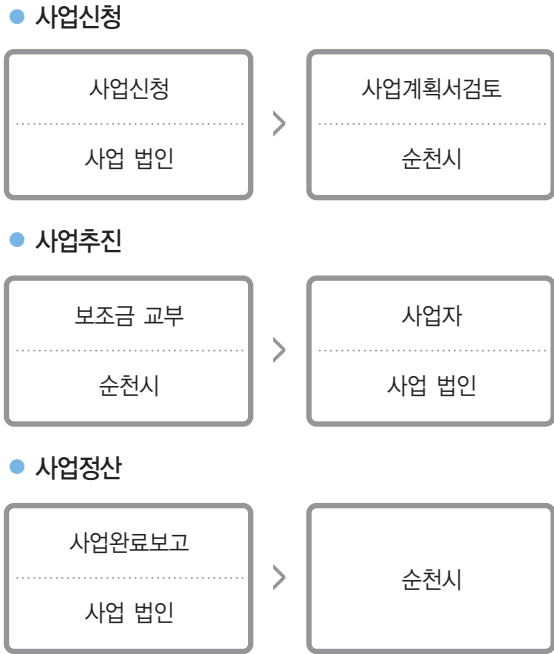 사업신청
사업신청
사업 법인
사업계획서검토
순천시
사업추진
보조금 교부
순천시
사업자
사업 법인
사업정산
사업완료보고
사업 법인
순천시